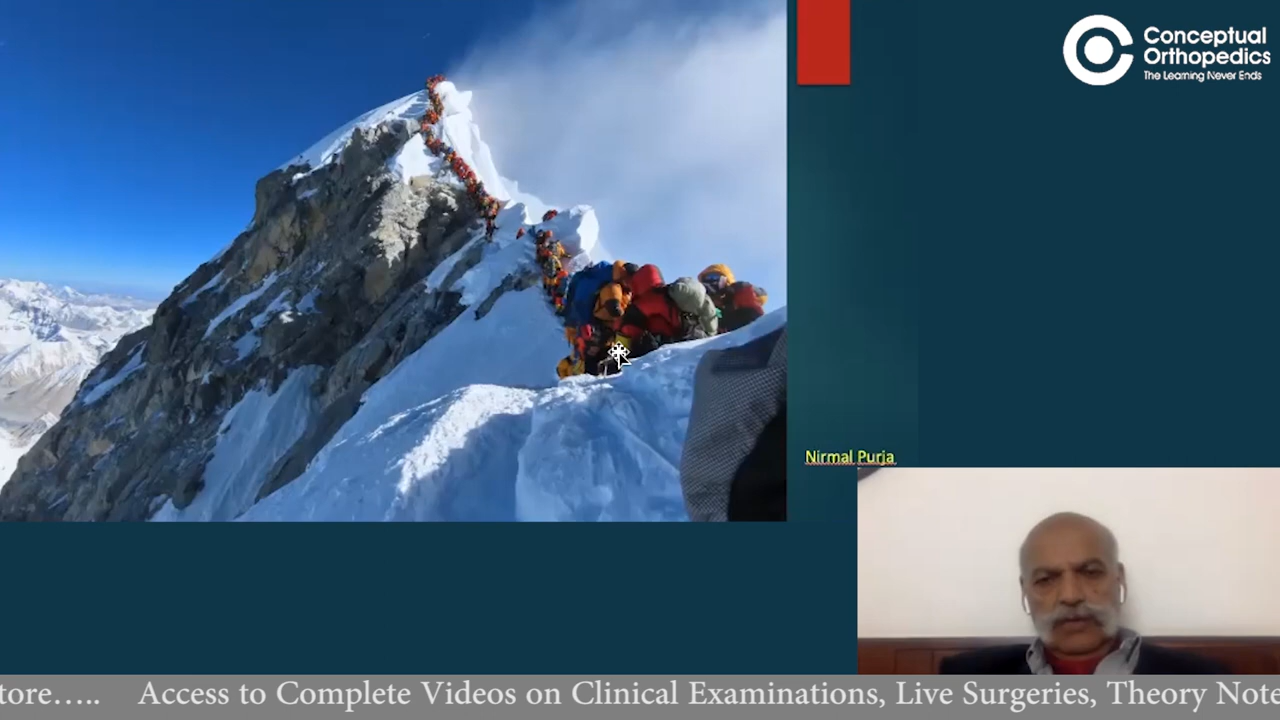 Conceptual
Orthopedics
The Learning Never Ends
Nirmal Purja
tore….. Access to Complete Videos on Clinical Examinations, Live Surgeries, Theory Note